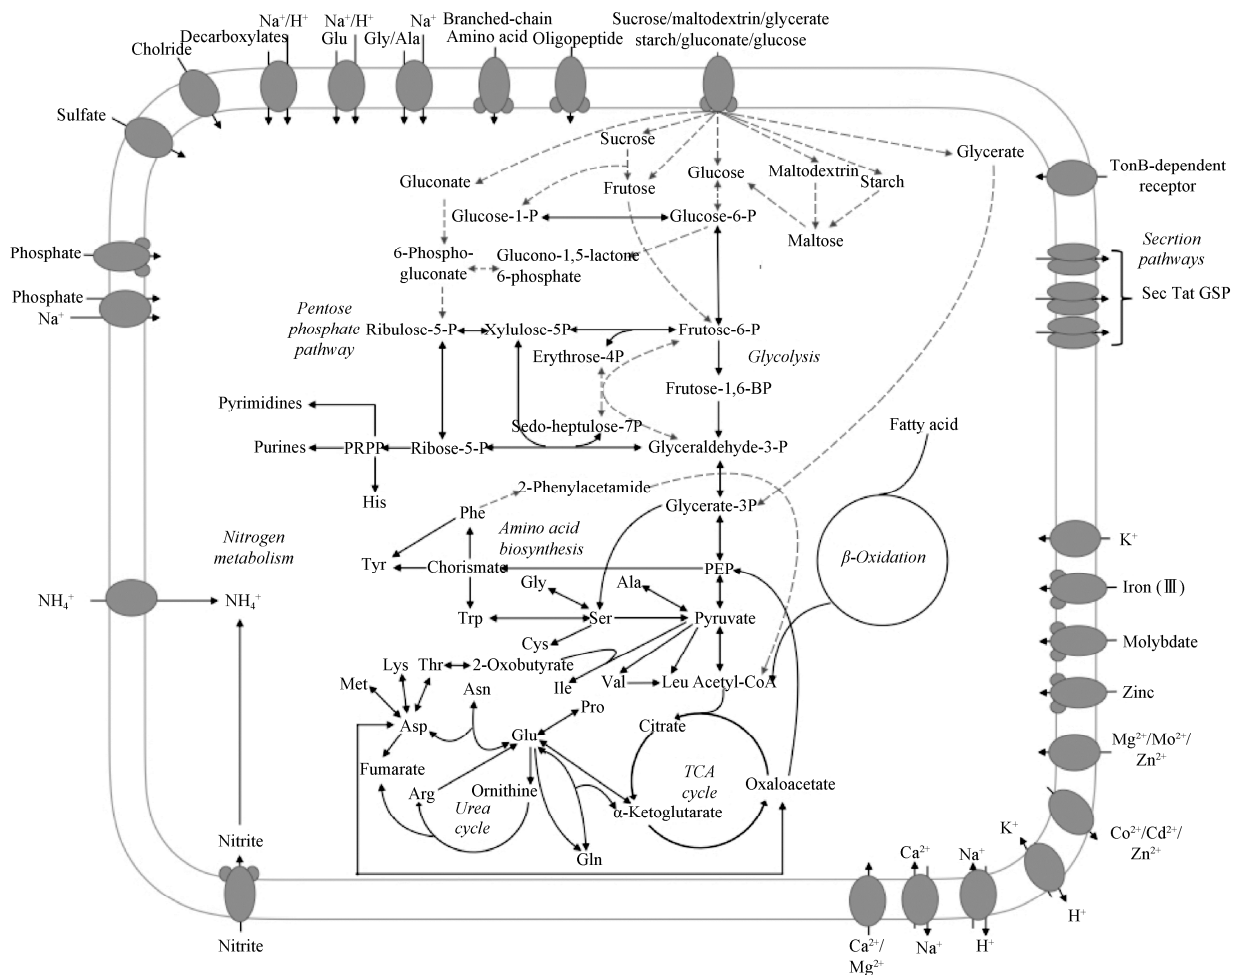 Na⁺/H⁺
Decarboxylates
Cholride
Sulfate
Na⁺/H⁺
Glu
Na⁺
Gly/Ala
Branched-chain
Amino acid
Oligopeptide
Sucrose/maltodextrin/glycerate
starch/gluconate/glucose
Sucrose
Gluconate
Frutose
Glucose
Maltodextrin
Starch
Glycerate
TonB-dependent
receptor
Glucose-1-P
Glucose-6-P
Maltose
Phosphate
6-Phospho-
gluconate
Glucono-1,5-lactone
6-phosphate
Secrtion
pathways
Sec Tat GSP
Phosphate
Na⁺
Pentose
phosphate
pathway
Ribulosc-5-P
Xylulosc-5P
Frutosc-6-P
Erythrose-4P
Glycolysis
Frutose-1,6-BP
Pyrimidines
Sedo-heptulose-7P
Fatty acid
Purines
PRPP
Ribose-5-P
Glyceraldehyde-3-P
His
2-Phenylacetamide
Phe
Glycerate-3P
Nitrogen
metabolism
Amino acid
biosynthesis
β-Oxidation
K⁺
Tyr
Chorismate
PEP
Gly
Ala
Iron (Ⅲ)
NH₄⁺
NH₄⁺
Trp
Ser
Pyruvate
Cys
Molybdate
Lys
Thr
2-Oxobutyrate
Met
Asn
Ile
Val
Leu
Acetyl-CoA
Zinc
Pro
Asp
Glu
Citrate
Mg²⁺/Mo²⁺/
Zn²⁺
Fumarate
Arg
Ornithine
TCA
cycle
Oxaloacetate
Urea
cycle
α-Ketoglutarate
Gln
Nitrite
K⁺
Co²⁺/Cd²⁺/
Zn²⁺
Ca²⁺
Na⁺
H⁺
Nitrite
Ca²⁺/
Mg²⁺
Na⁺
H⁺